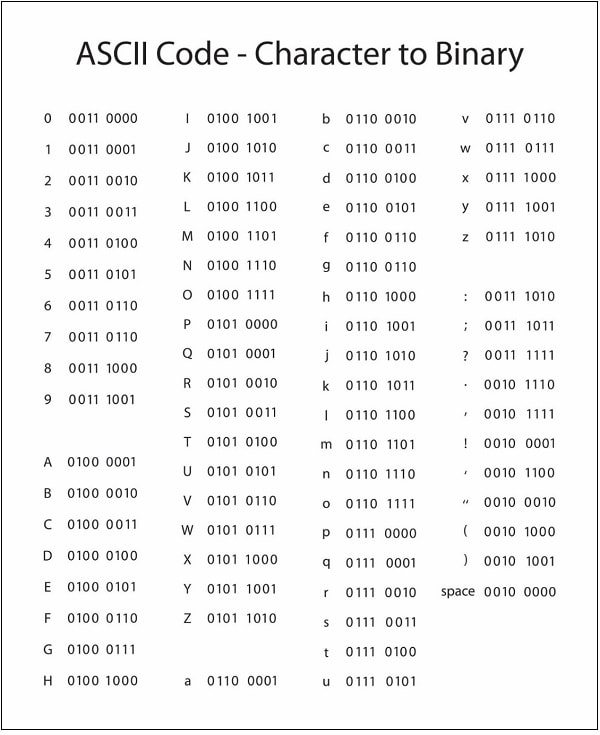 ASCII Code - Character to Binary
0 0011 0000
1 0011 0001
2 0011 0010
3 0011 0011
4 0011 0100
5 0011 0101
6 0011 0110
7 0011 0110
8 0011 1000
9 0011 1001
A 0100 0001
B 0100 0010
C 0100 0011
D 0100 0100
E 0100 0101
F 0100 0110
G 0100 0111
H 0100 1000
I 0100 1001
J 0100 1010
K 0100 1011
L 0100 1100
M 0100 1101
N 0100 1110
O 0100 1111
P 0101 0000
Q 0101 0001
R 0101 0010
S 0101 0011
T 0101 0100
U 0101 0101
V 0101 0110
W 0101 0111
X 0101 1000
Y 0101 1001
Z 0101 1010
a 0110 0001
b 0110 0010
c 0110 0011
d 0110 0100
e 0110 0101
f 0110 0110
g 0110 0110
h 0110 1000
i 0110 1001
j 0110 1010
k 0110 1011
l 0110 1100
m 0110 1101
n 0110 1110
o 0110 1111
p 0111 0000
q 0111 0001
r 0111 0010
s 0111 0011
t 0111 0100
u 0111 0101
v 0111 0110
w 0111 0111
x 0111 1000
y 0111 1001
z 0111 1010
: 0011 1010
; 0011 1011
? 0011 1111
. 0010 1110
, 0010 1111
! 0010 0001
, 0010 1100
" 0010 0010
( 0010 1000
) 0010 1001
space 0010 0000